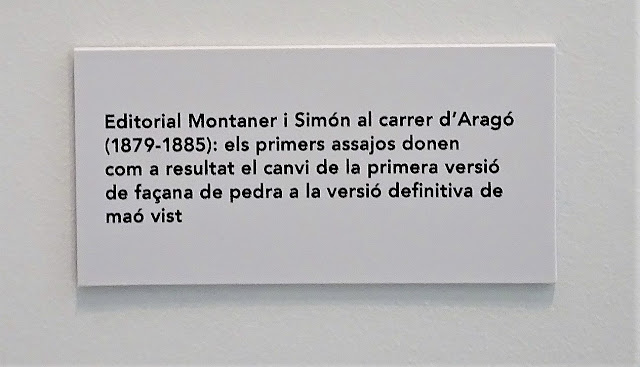 Editorial Montaner i Simón al carrer d'Aragó
(1879-1885): els primers assajos donen
com a resultat el canvi de la primera versió
de façana de pedra a la versió definitiva de
maó vist